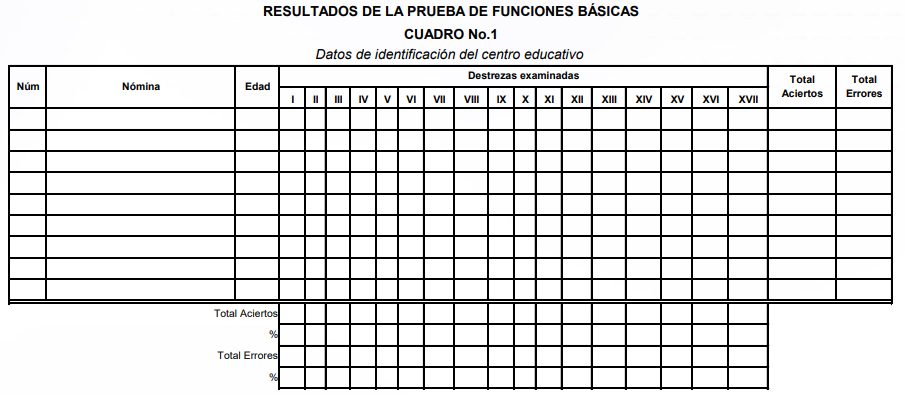 RESULTADOS DE LA PRUEBA DE FUNCIONES BÁSICAS
CUADRO No.1
Datos de identificación del centro educativo
Núm Nómina Edad Destrezas examinadas Total Aciertos Total Errores
I II III IV V VI VII VIII IX X XI XII XIII XIV XV XVI XVII
Total Aciertos
%
Total Errores
%